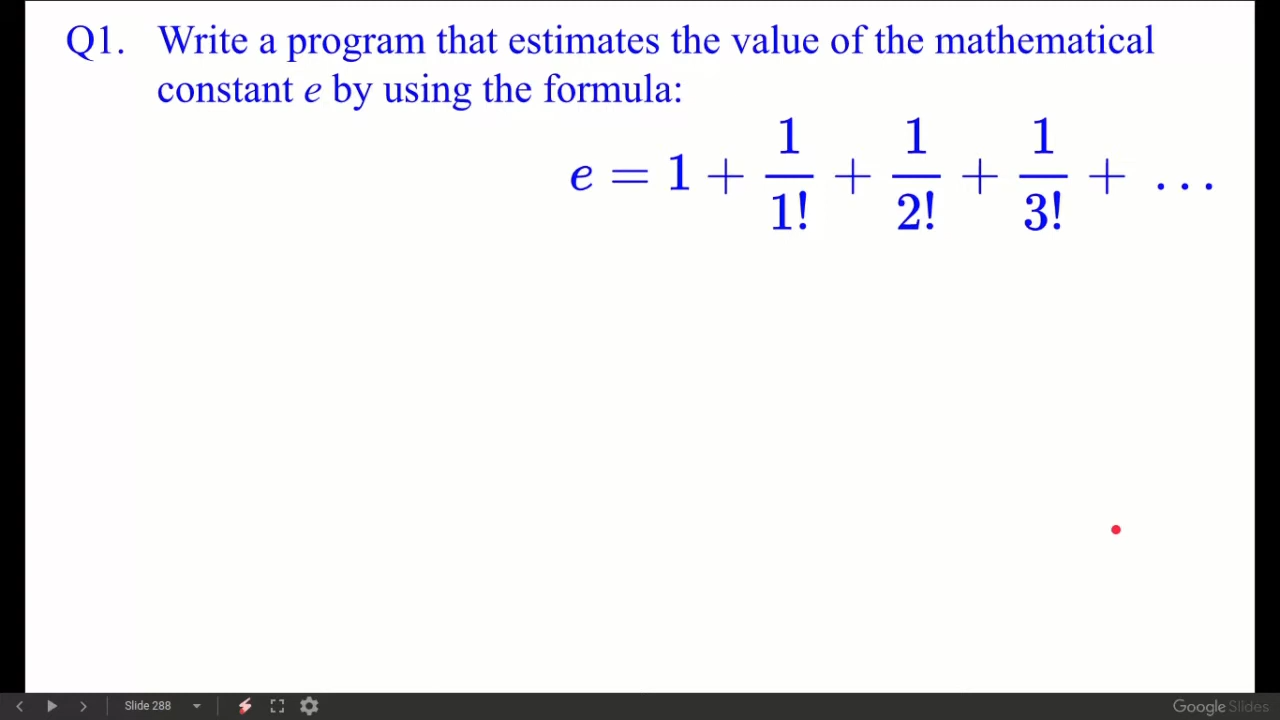 Q1. Write a program that estimates the value of the mathematical
constant e by using the formula:
e = 1 + 1/1! + 1/2! + 1/3! + ...
Slide 288
Google Slides